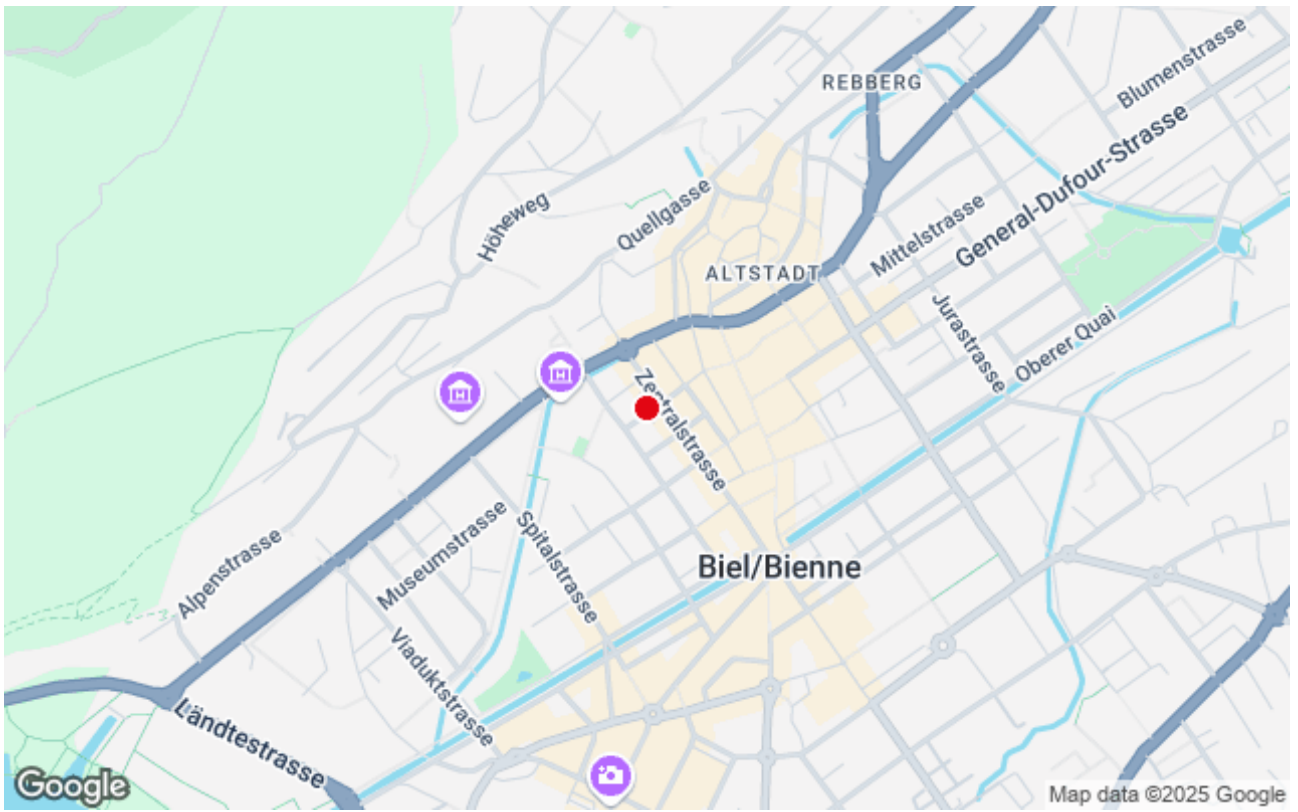 REBBERG
Blumenstrasse
General-Dufour-Strasse
Höheweg
Quellgasse
Mittelstrasse
ALTSTADT
Jurastrasse
Oberer Quai
Zentralstrasse
Museumstrasse
Spitalstrasse
Alpenstrasse
Biel/Bienne
Viaduktstrasse
Ländtestrasse
Google
Map data ©2025 Google